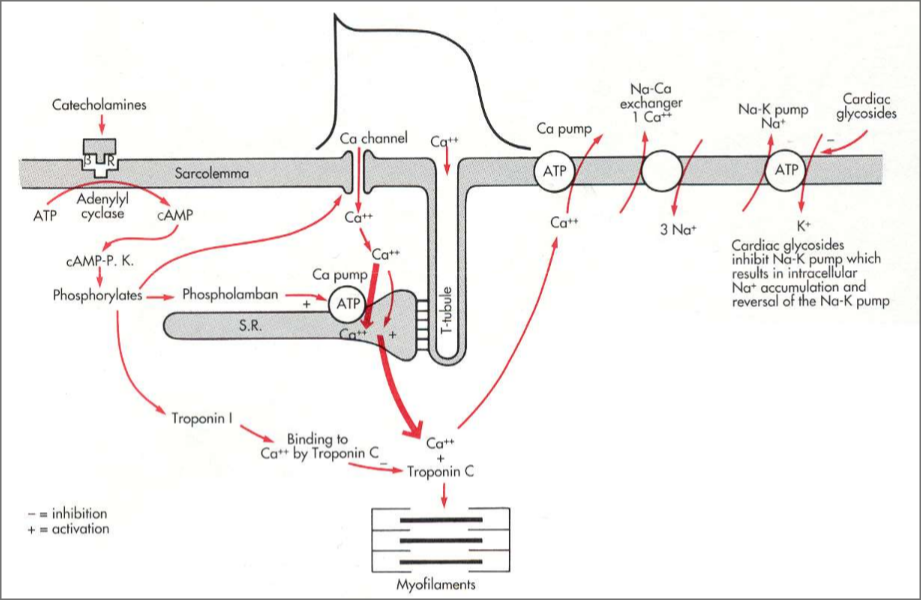 Catecholamines
β R
Sarcolemma
Adenylyl
cyclase
ATP
cAMP
cAMP-P. K.
Phosphorylates
Phospholamban
+
Ca pump
ATP
S.R.
Ca channel
Ca++
Ca++
Ca++
Ca++
+
T-tubule
Troponin I
Binding to
Ca++ by Troponin C
–
Ca++
+
Troponin C
Myofilaments
Ca pump
ATP
Ca++
Na-Ca
exchanger
1 Ca++
3 Na+
Na-K pump
Na+
ATP
K+
Cardiac
glycosides
–
Cardiac glycosides
inhibit Na-K pump which
results in intracellular
Na+ accumulation and
reversal of the Na-K pump
– = inhibition
+ = activation